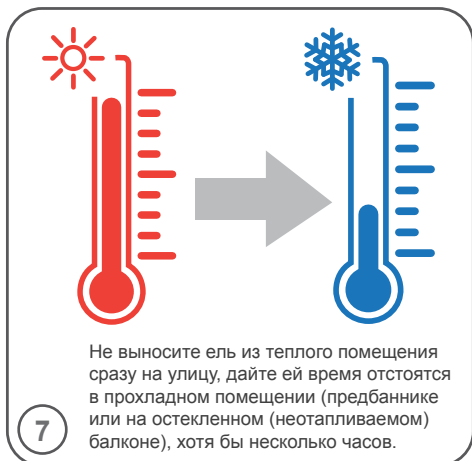 Не выносите ель из теплого помещения
сразу на улицу, дайте ей время отстоятся
в прохладном помещении (предбаннике
или на остекленном (неотапливаемом)
балконе), хотя бы несколько часов.
7